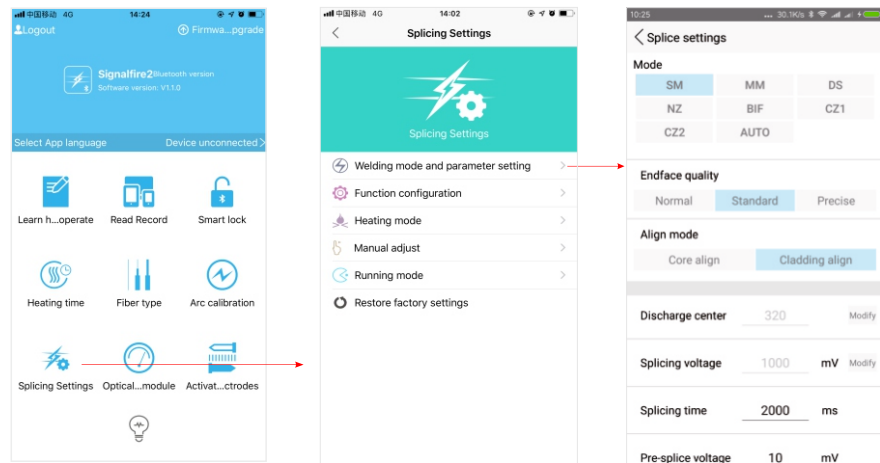 中国移动 4G 14:24
Logout Firmwa...pgrade
Signalfire2Bluetooth version
Software version: V1.1.0
Select App language Device unconnected
Learn h...operate Read Record Smart lock
Heating time Fiber type Arc calibration
Splicing Settings Optical...module Activat...ctrodes
中国移动 4G 14:02
Splicing Settings
Splicing Settings
Welding mode and parameter setting
Function configuration
Heating mode
Manual adjust
Running mode
Restore factory settings
10:25 ... 30.1K/s
Splice settings
Mode
SM MM DS
NZ BIF CZ1
CZ2 AUTO
Endface quality
Normal Standard Precise
Align mode
Core align Cladding align
Discharge center 320 Modify
Splicing voltage 1000 mV Modify
Splicing time 2000 ms
Pre-splice voltage 10 mV